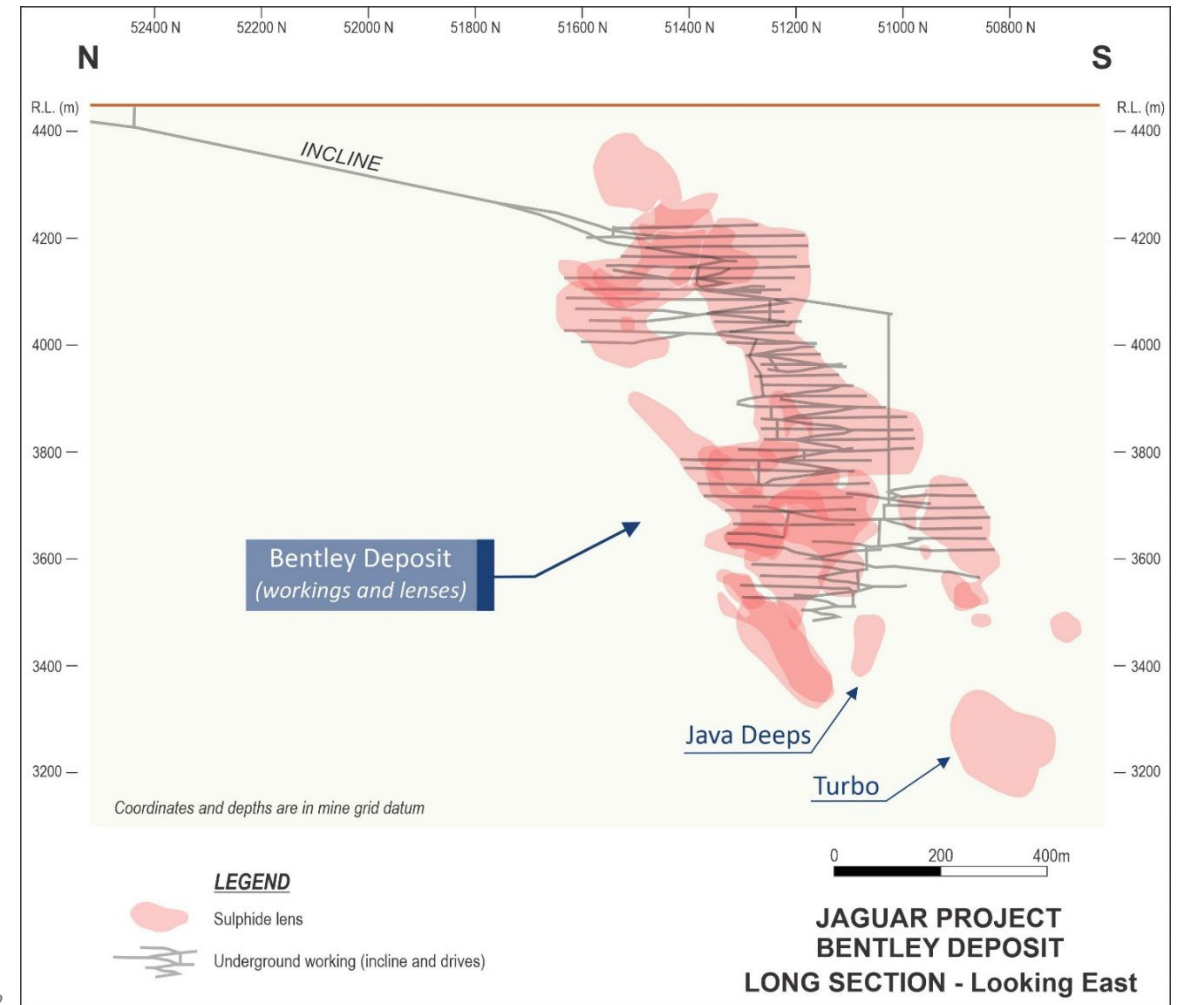 52400 N 52200 N 52000 N 51800 N 51600 N 51400 N 51200 N 51000 N 50800 N
N S
R.L. (m) R.L. (m)
4400 4400
INCLINE
4200 4200
4000 4000
3800 3800
Bentley Deposit
(workings and lenses)
3600 3600
3400 3400
Java Deeps
Turbo
3200 3200
Coordinates and depths are in mine grid datum
0 200 400m
LEGEND
Sulphide lens
Underground working (incline and drives)
JAGUAR PROJECT
BENTLEY DEPOSIT
LONG SECTION - Looking East